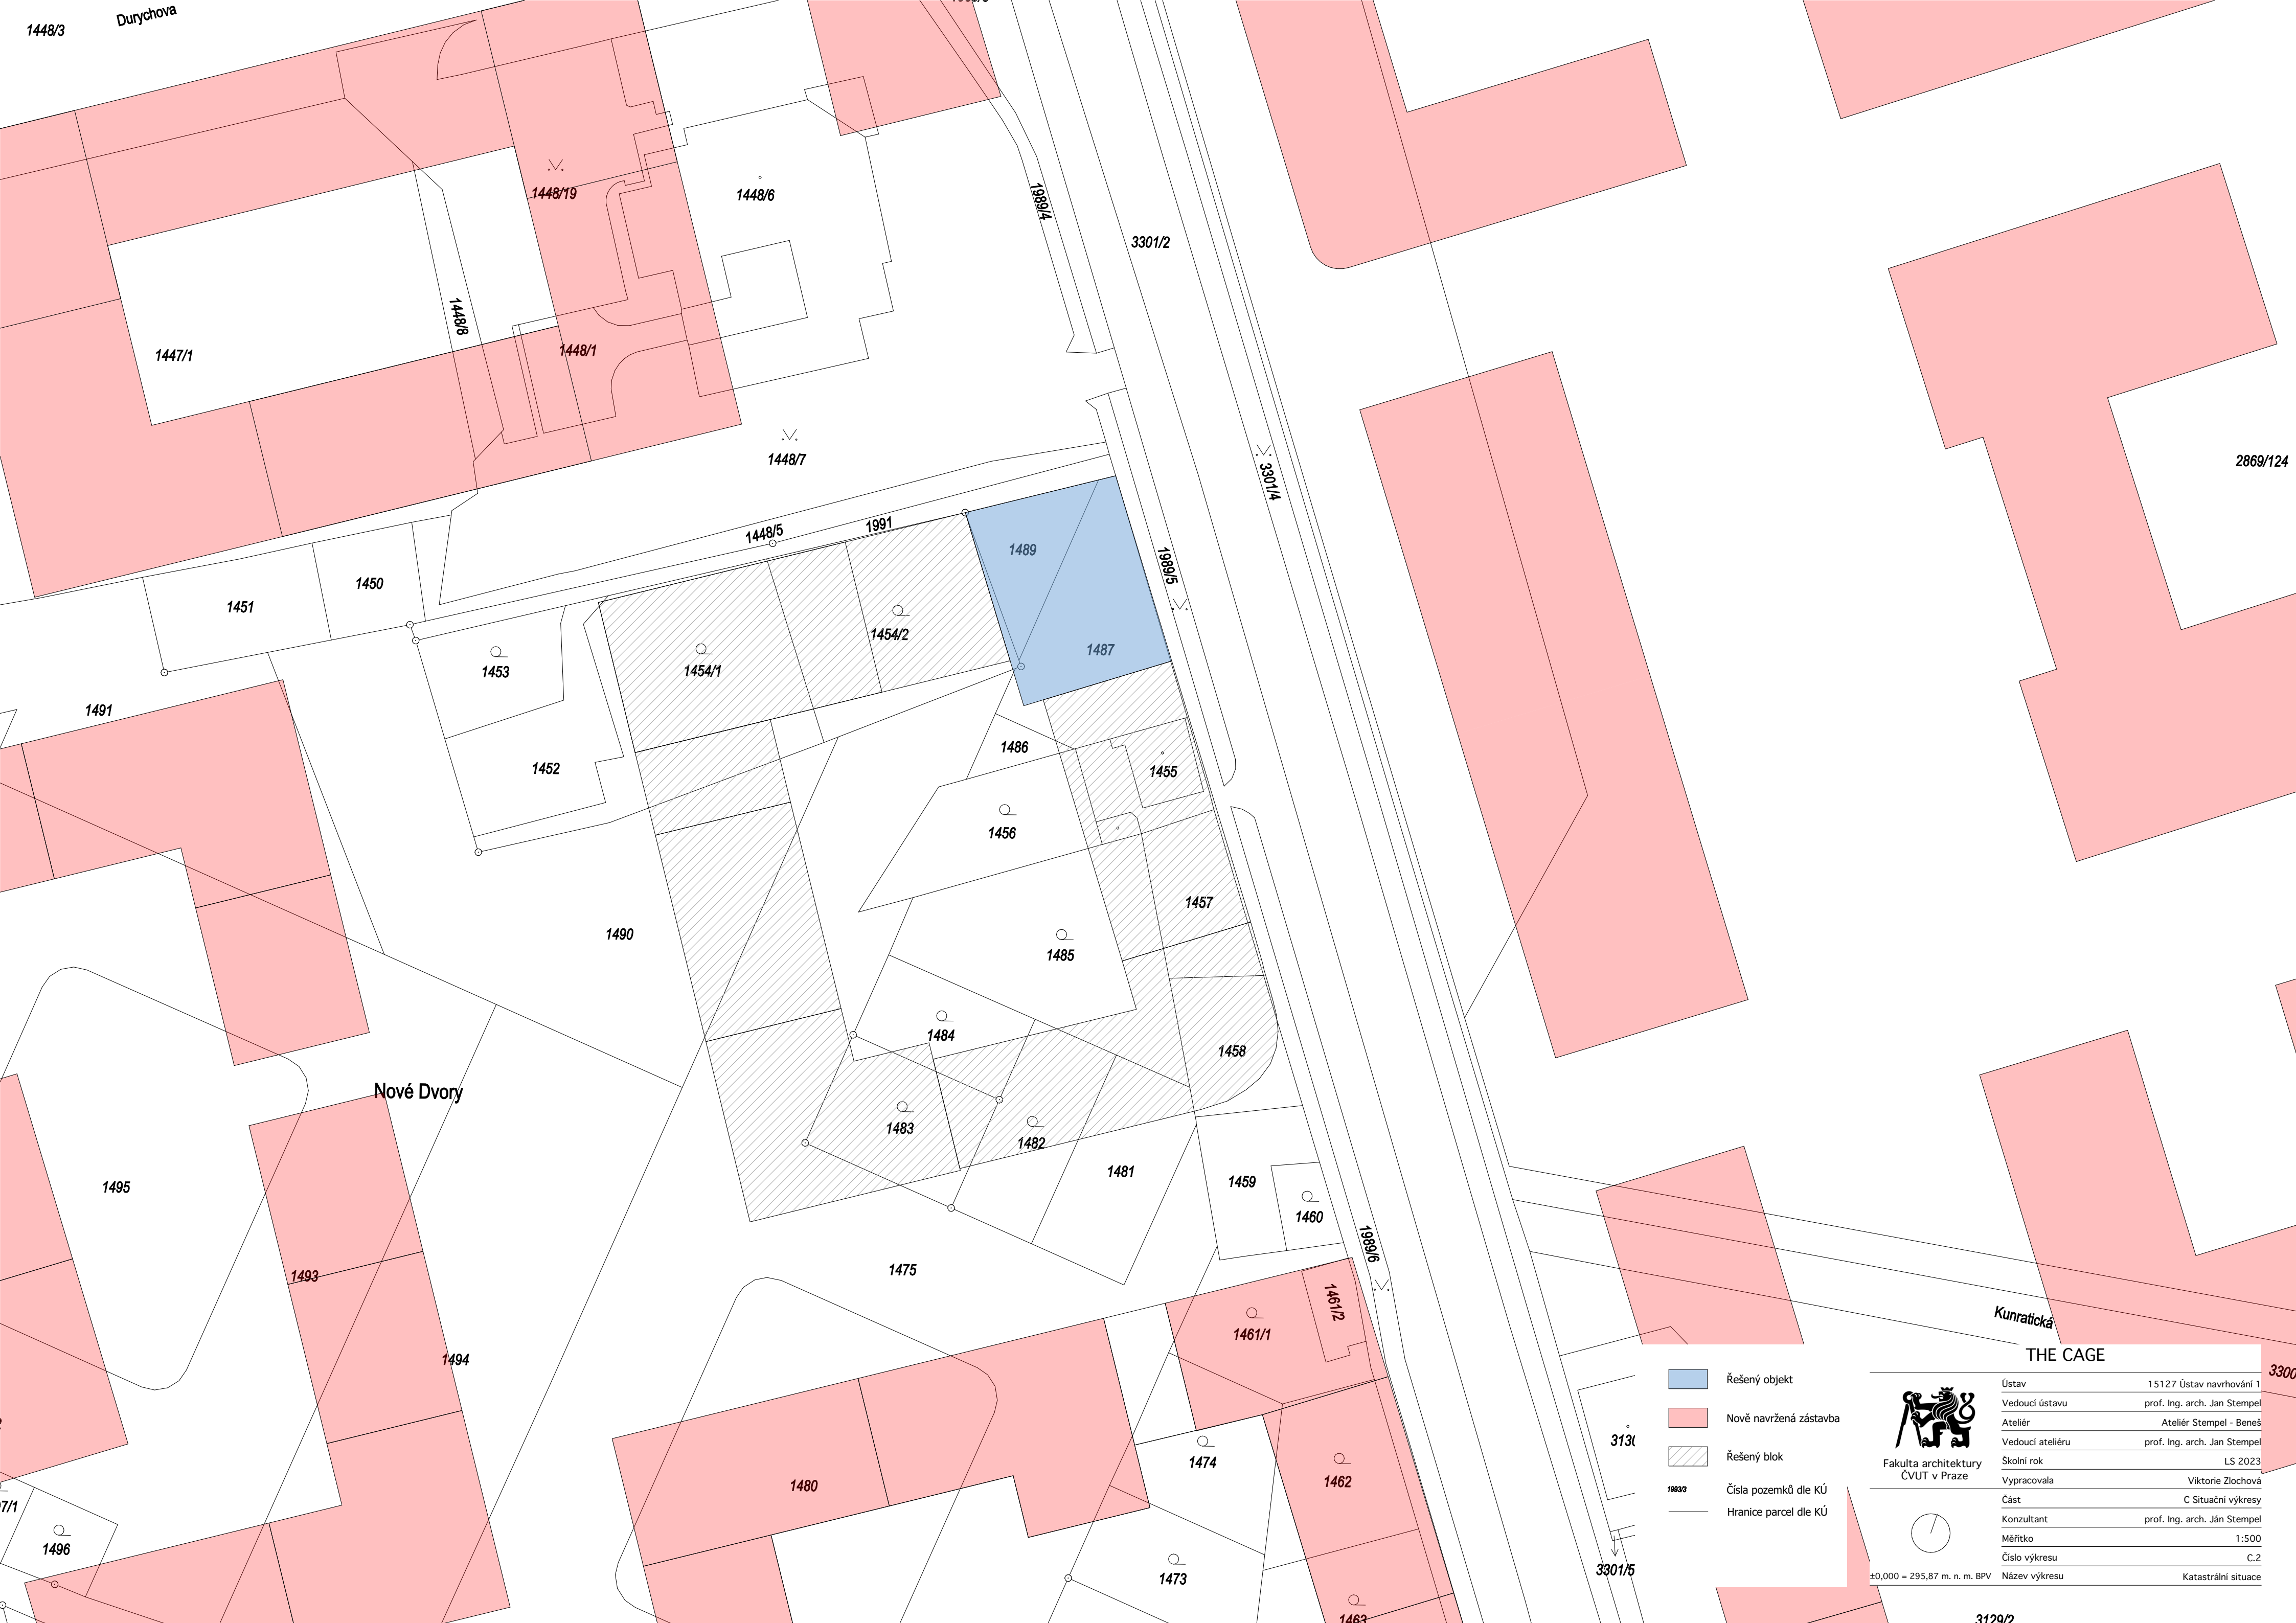 1448/3
Durychova
1448/19
1448/6
1989/4
3301/2
1448/8
1447/1
1448/1
1448/7
3301/4
2869/124
1448/5
1991
1489
1989/5
1451
1450
1454/2
1487
1453
1454/1
1491
1452
1486
1455
1456
1457
1490
1485
1484
1458
Nové Dvory
1483
1482
1495
1481
1459
1460
1989/6
1475
1493
1461/2
1461/1
1494
Kunratická
1480
1474
1462
1496
1473
1463
3301/5
3129/2
Řešený objekt
Nově navržená zástavba
Řešený blok
1993/3 Čísla pozemků dle KÚ
Hranice parcel dle KÚ
THE CAGE
Fakulta architektury
ČVUT v Praze
Ústav 15127 Ústav navrhování 1
Vedoucí ústavu prof. Ing. arch. Jan Stempel
Ateliér Ateliér Stempel - Beneš
Vedoucí ateliéru prof. Ing. arch. Jan Stempel
Školní rok LS 2023
Vypracovala Viktorie Zlochová
Část C Situační výkresy
Konzultant prof. Ing. arch. Ján Stempel
Měřítko 1:500
Číslo výkresu C.2
±0,000 = 295,87 m. n. m. BPV
Název výkresu Katastrální situace